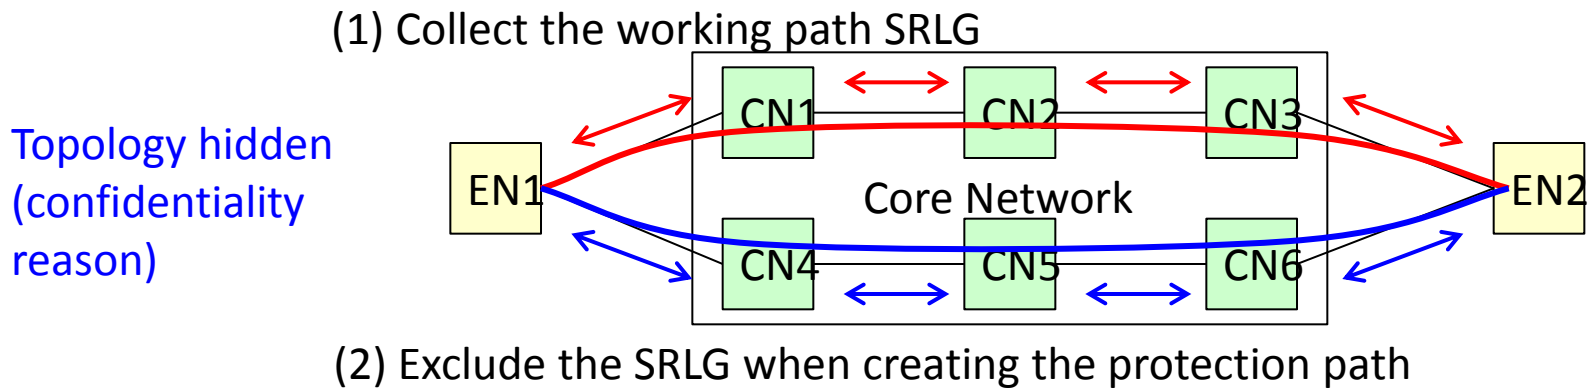 (1) Collect the working path SRLG
CN1
CN2
CN3
Topology hidden
(confidentiality
reason)
EN1
Core Network
EN2
CN4
CN5
CN6
(2) Exclude the SRLG when creating the protection path